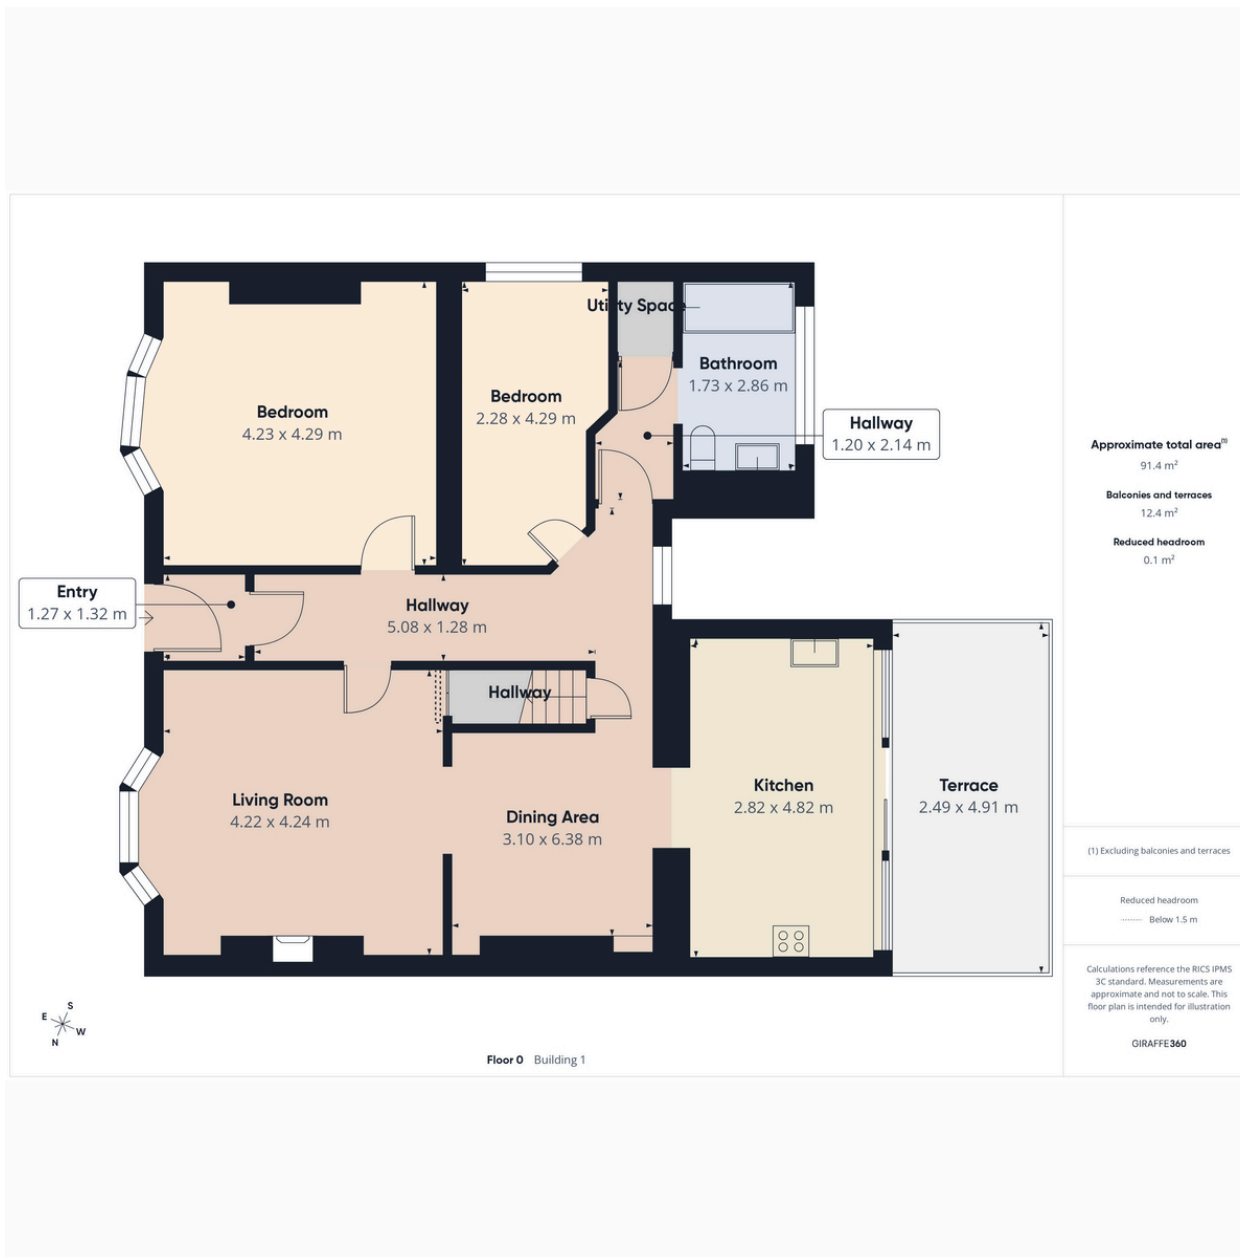 Utility Space
Bathroom
1.73 x 2.86 m
Bedroom
2.28 x 4.29 m
Bedroom
4.23 x 4.29 m
Hallway
1.20 x 2.14 m
Entry
1.27 x 1.32 m
Hallway
5.08 x 1.28 m
Hallway
Living Room
4.22 x 4.24 m
Dining Area
3.10 x 6.38 m
Kitchen
2.82 x 4.82 m
Terrace
2.49 x 4.91 m
S
E
W
N
Floor 0 Building 1
Approximate total area(1)
91.4 m²
Balconies and terraces
12.4 m²
Reduced headroom
0.1 m²
(1) Excluding balconies and terraces
Reduced headroom
Below 1.5 m
Calculations reference the RICS IPMS
3C standard. Measurements are
approximate and not to scale. This
floor plan is intended for illustration
only.
GIRAFFE360